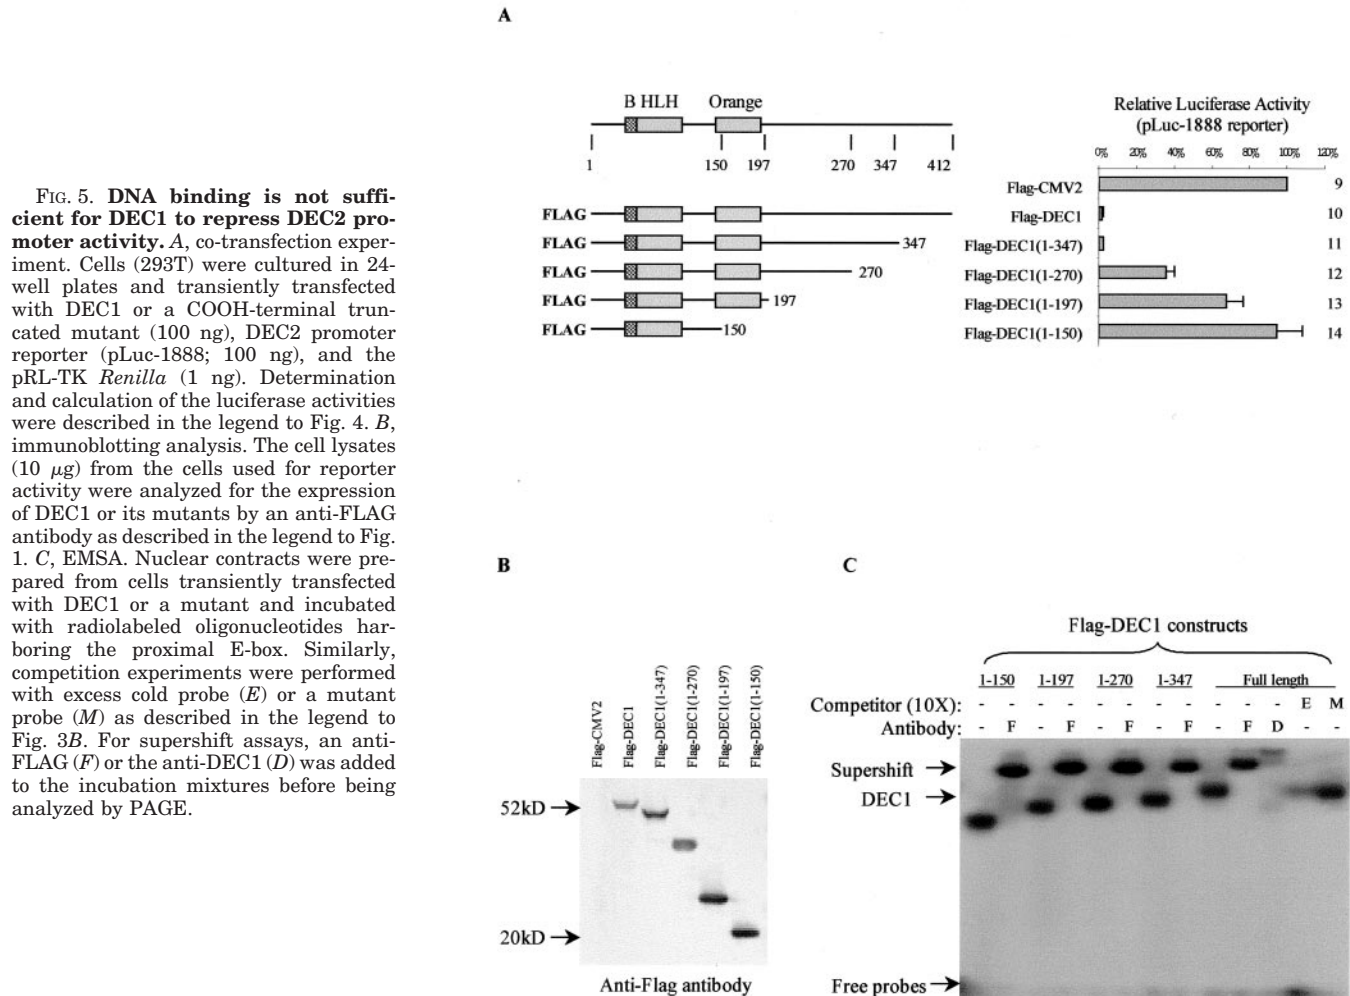 FIG. 5. DNA binding is not suffi-
cient for DEC1 to repress DEC2 pro-
moter activity. A, co-transfection exper-
iment. Cells (293T) were cultured in 24-
well plates and transiently transfected
with DEC1 or a COOH-terminal trun-
cated mutant (100 ng), DEC2 promoter
reporter (pLuc-1888; 100 ng), and the
pRL-TK Renilla (1 ng). Determination
and calculation of the luciferase activities
were described in the legend to Fig. 4. B,
immunoblotting analysis. The cell lysates
(10 μg) from the cells used for reporter
activity were analyzed for the expression
of DEC1 or its mutants by an anti-FLAG
antibody as described in the legend to Fig.
1. C, EMSA. Nuclear contracts were pre-
pared from cells transiently transfected
with DEC1 or a mutant and incubated
with radiolabeled oligonucleotides har-
boring the proximal E-box. Similarly,
competition experiments were performed
with excess cold probe (E) or a mutant
probe (M) as described in the legend to
Fig. 3B. For supershift assays, an anti-
FLAG (F) or the anti-DEC1 (D) was added
to the incubation mixtures before being
analyzed by PAGE.
A
B HLH Orange
1 150 197 270 347 412
FLAG
FLAG 347
FLAG 270
FLAG 197
FLAG 150
Relative Luciferase Activity
(pLuc-1888 reporter)
0% 20% 40% 60% 80% 100% 120%
Flag-CMV2 9
Flag-DEC1 10
Flag-DEC1(1-347) 11
Flag-DEC1(1-270) 12
Flag-DEC1(1-197) 13
Flag-DEC1(1-150) 14
B
Flag-CMV2
Flag-DEC1
Flag-DEC1(1-347)
Flag-DEC1(1-270)
Flag-DEC1(1-197)
Flag-DEC1(1-150)
52kD
20kD
Anti-Flag antibody
C
Flag-DEC1 constructs
1-150 1-197 1-270 1-347 Full length
Competitor (10X): - - - - - - - - - - - E M
Antibody: - F - F - F - F - F D - -
Supershift
DEC1
Free probes